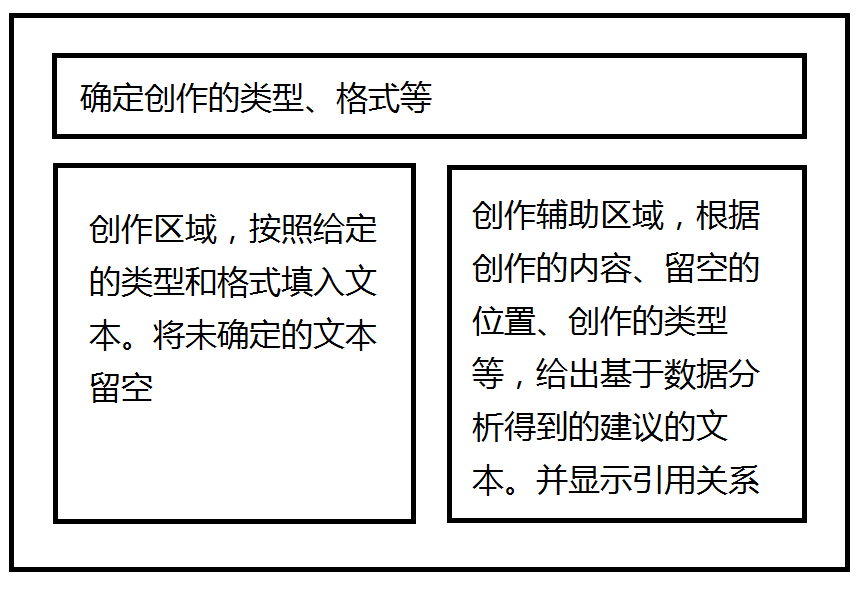 确定创作的类型、格式等
创作区域，按照给定
的类型和格式填入文
本。将未确定的文本
留空
创作辅助区域，根据
创作的内容、留空的
位置、创作的类型
等，给出基于数据分
析得到的建议的文
本。并显示引用关系